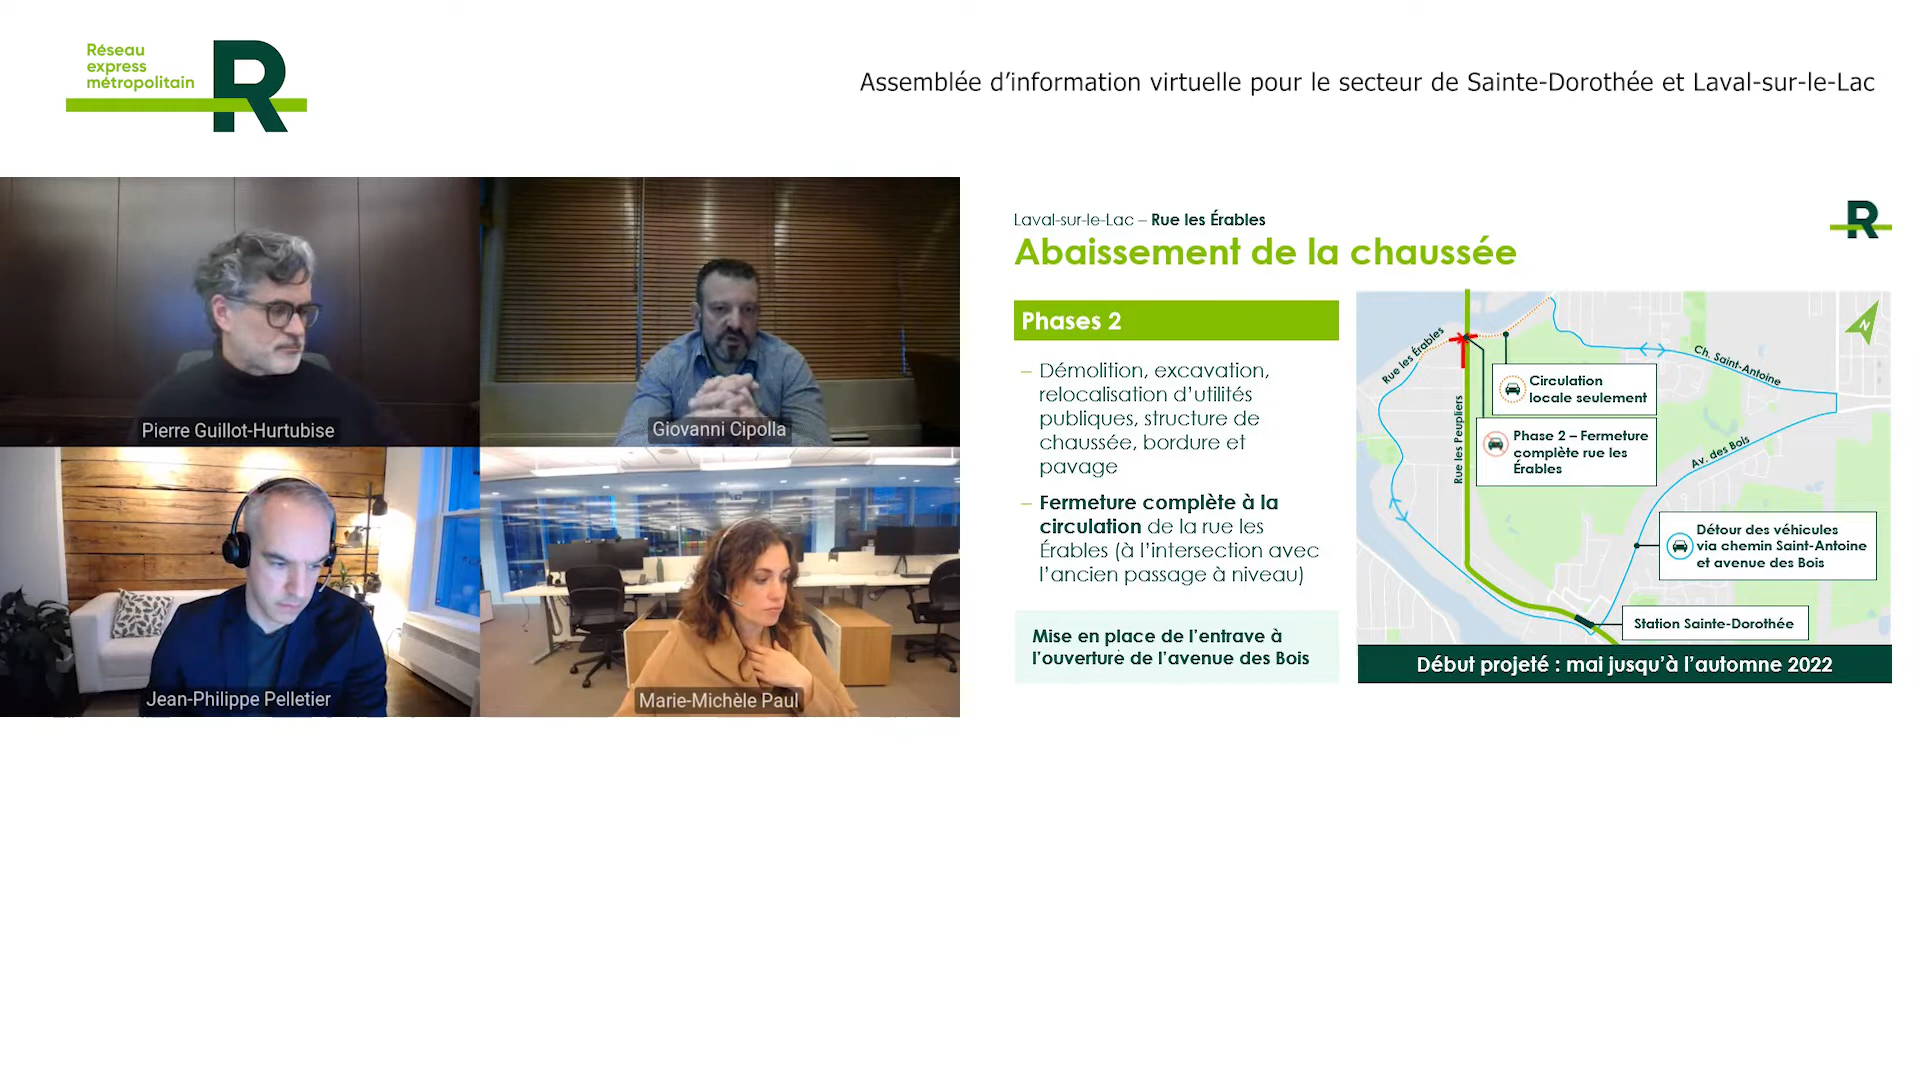 Réseau
express
métropolitain
R
Assemblée d’information virtuelle pour le secteur de Sainte-Dorothée et Laval-sur-le-Lac
Pierre Guillot-Hurtubise
Giovanni Cipolla
Jean-Philippe Pelletier
Marie-Michèle Paul
Laval-sur-le-Lac – Rue les Érables
Abaissement de la chaussée
R
Phases 2
– Démolition, excavation,
relocalisation d’utilités
publiques, structure de
chaussée, bordure et
pavage
– Fermeture complète à la
circulation de la rue les
Érables (à l’intersection avec
l’ancien passage à niveau)
Mise en place de l’entrave à
l’ouverture de l’avenue des Bois
Rue les Érables
Ch. Saint-Antoine
N
Circulation
locale seulement
Rue les Peupliers
Phase 2 – Fermeture
complète rue les
Érables
Av. des Bois
Détour des véhicules
via chemin Saint-Antoine
et avenue des Bois
Station Sainte-Dorothée
Début projeté : mai jusqu’à l’automne 2022